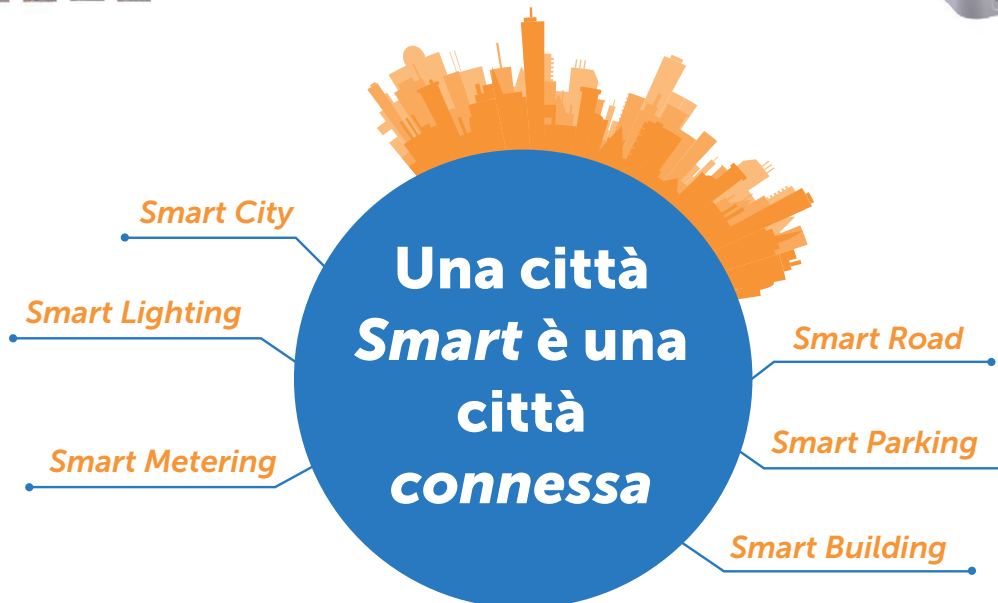 Smart City
Smart Lighting
Smart Metering
Una città
Smart è una
città
connessa
Smart Road
Smart Parking
Smart Building